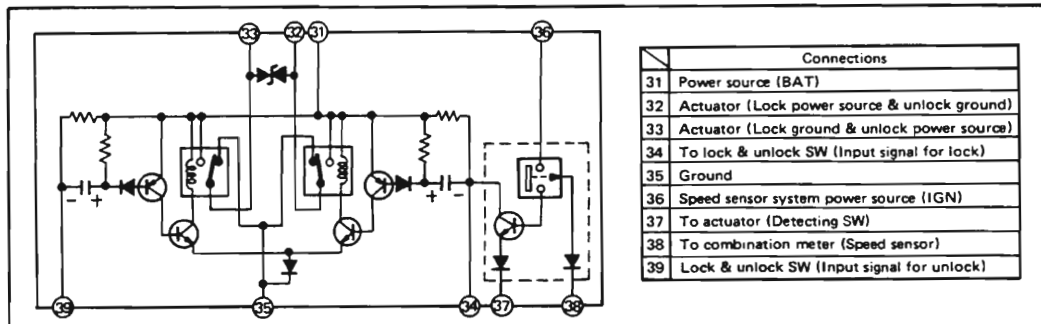 33 32 31 36
- + + -
39 35 34 37 38
Connections
31 Power source (BAT)
32 Actuator (Lock power source & unlock ground)
33 Actuator (Lock ground & unlock power source)
34 To lock & unlock SW (Input signal for lock)
35 Ground
36 Speed sensor system power source (IGN)
37 To actuator (Detecting SW)
38 To combination meter (Speed sensor)
39 Lock & unlock SW (Input signal for unlock)